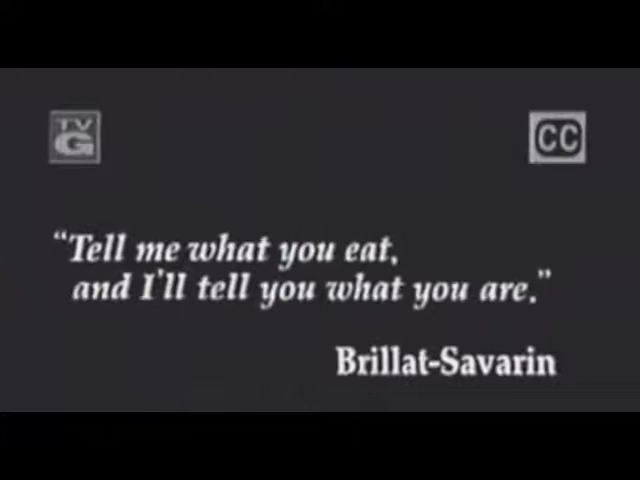 TV
G
CC
“Tell me what you eat,
and I'll tell you what you are.”
Brillat-Savarin